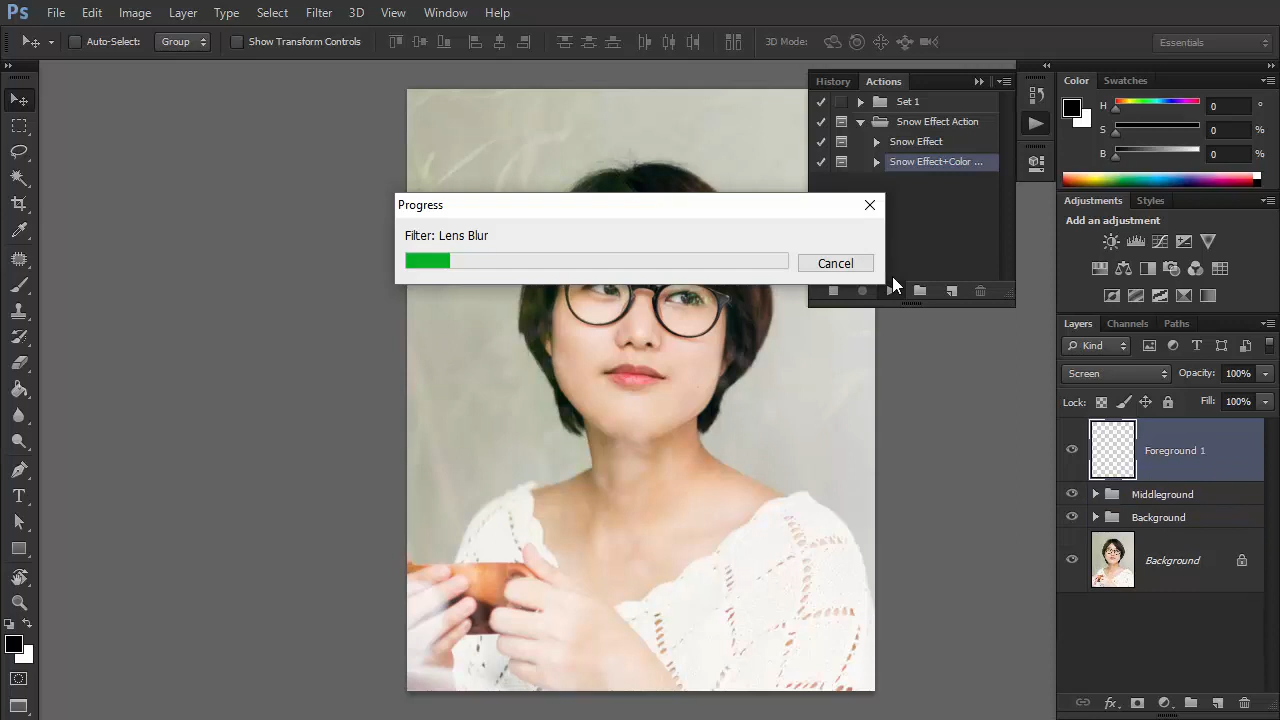 Ps File Edit Image Layer Type Select Filter 3D View Window Help
Auto-Select: Group Show Transform Controls 3D Mode: Essentials
History Actions
Set 1
Snow Effect Action
Snow Effect
Snow Effect+Color ...
Progress
Filter: Lens Blur
Cancel
Color Swatches
H 0 °
S 0 %
B 0 %
Adjustments Styles
Add an adjustment
Layers Channels Paths
Kind
Screen Opacity: 100%
Lock: Fill: 100%
Foreground 1
Middleground
Background
Background